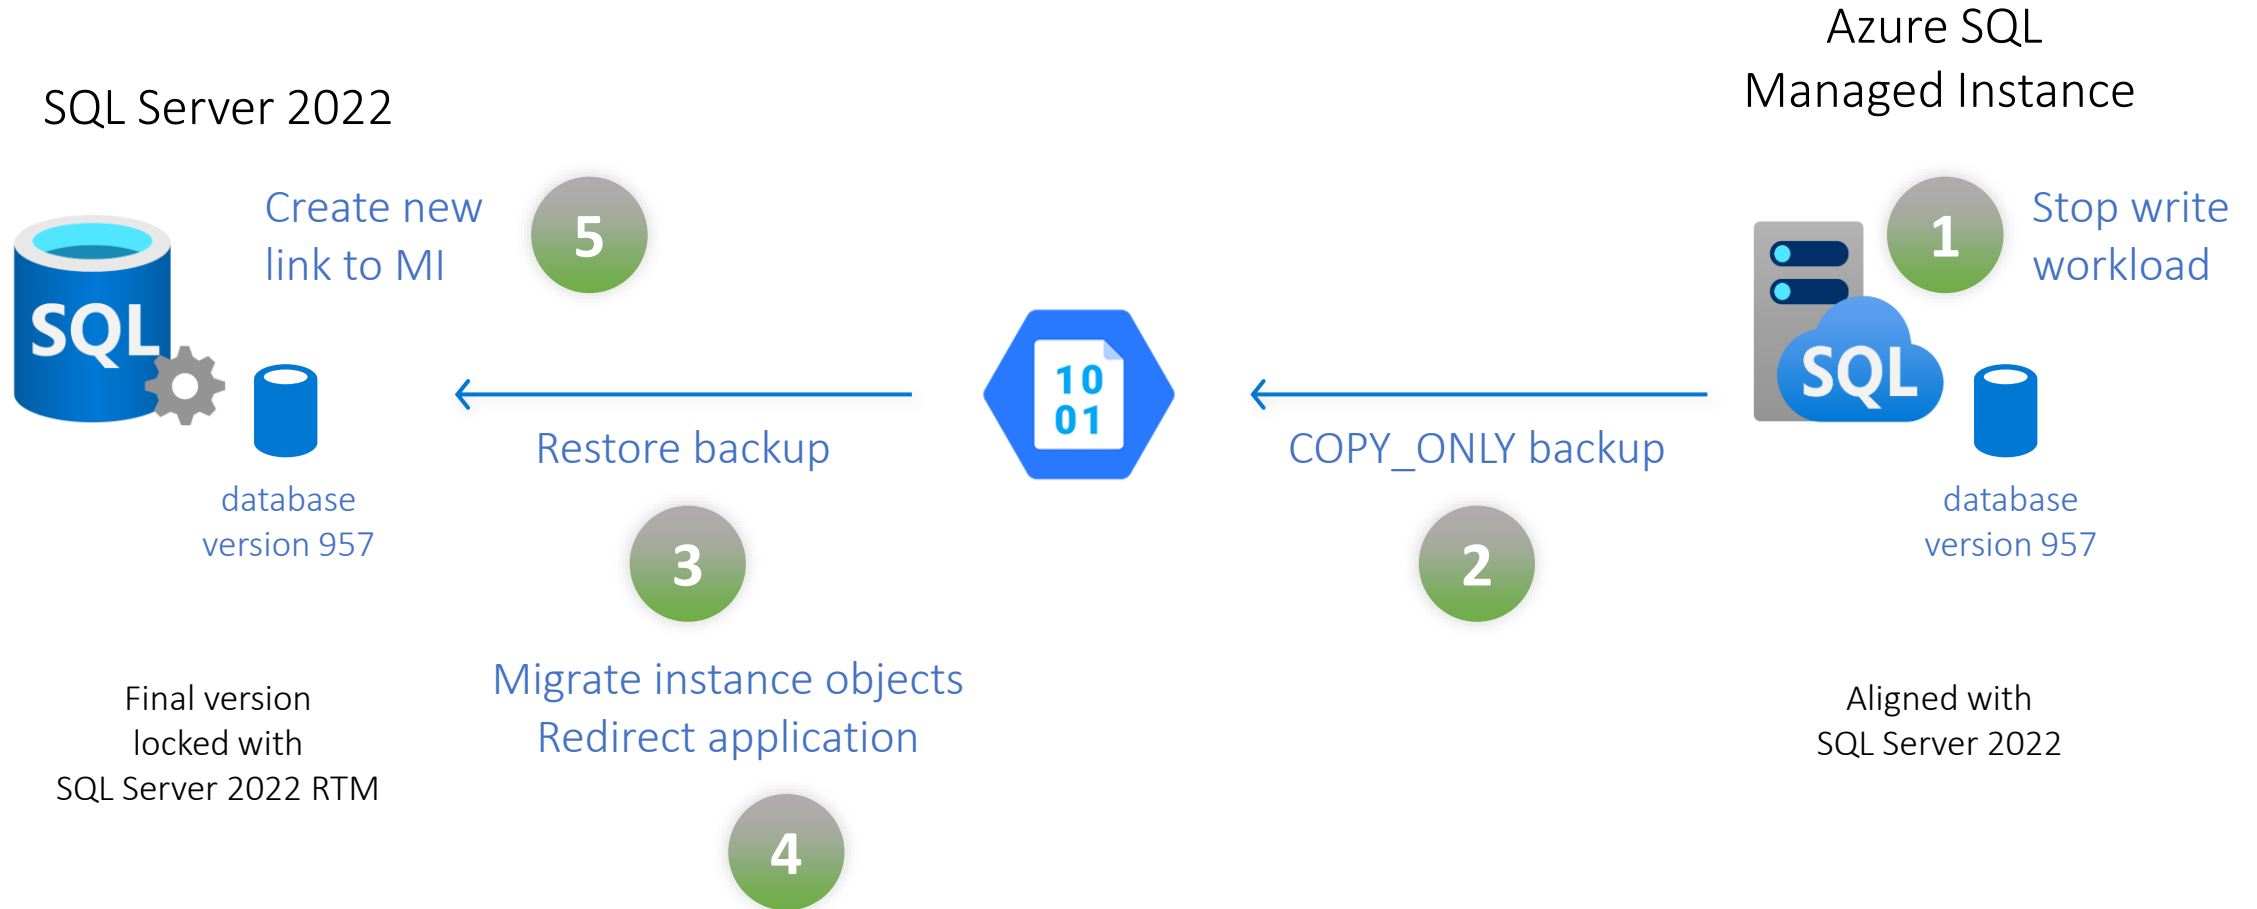 SQL Server 2022
Azure SQL
Managed Instance
Create new
link to MI
5
1
Stop write
workload
SQL
10
01
SQL
Restore backup
COPY_ONLY backup
database
version 957
database
version 957
3
2
Migrate instance objects
Redirect application
Final version
locked with
SQL Server 2022 RTM
Aligned with
SQL Server 2022
4